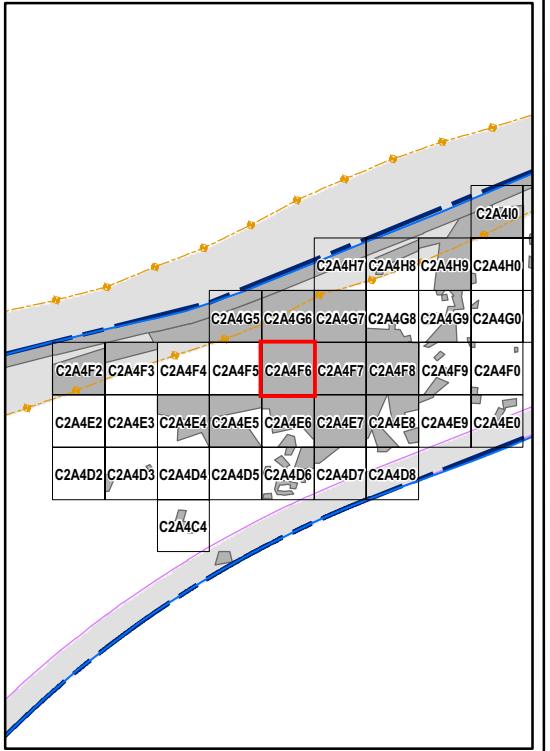 C2A4I0
C2A4H7 C2A4H8 C2A4H9 C2A4H0
C2A4G5 C2A4G6 C2A4G7 C2A4G8 C2A4G9 C2A4G0
C2A4F2 C2A4F3 C2A4F4 C2A4F5 C2A4F6 C2A4F7 C2A4F8 C2A4F9 C2A4F0
C2A4E2 C2A4E3 C2A4E4 C2A4E5 C2A4E6 C2A4E7 C2A4E8 C2A4E9 C2A4E0
C2A4D2 C2A4D3 C2A4D4 C2A4D5 C2A4D6 C2A4D7 C2A4D8
C2A4C4